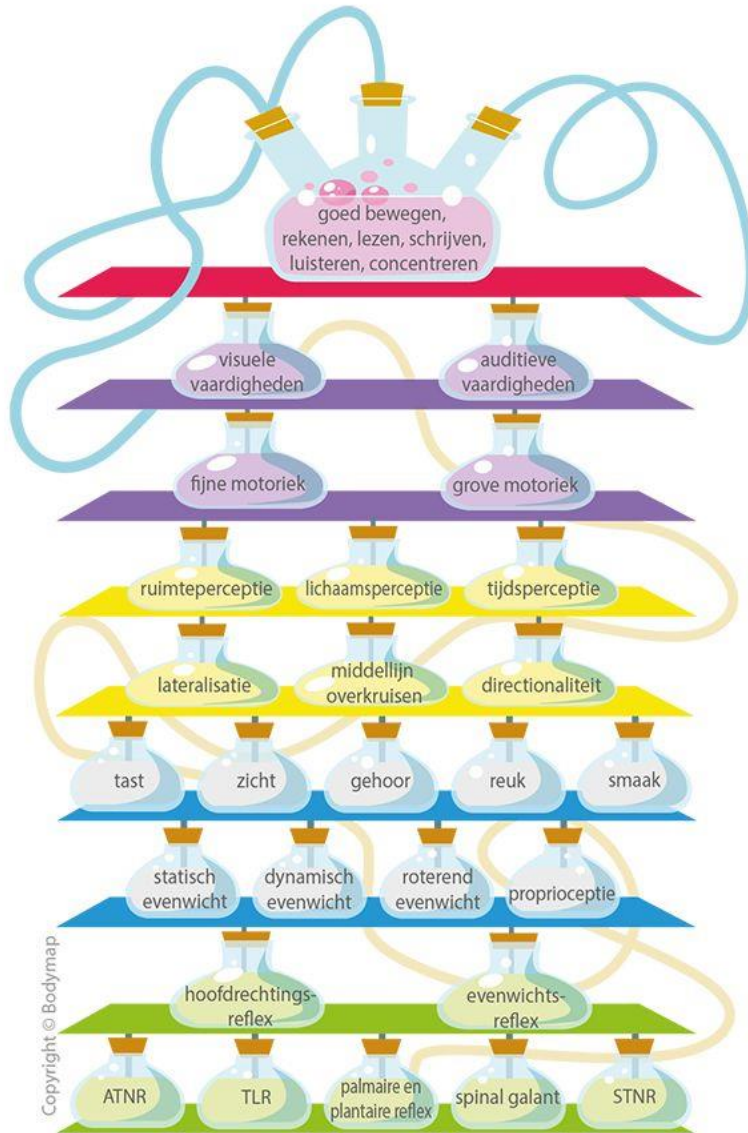 goed bewegen,
rekenen, lezen, schrijven,
luisteren, concentreren
visuele
vaardigheden
auditieve
vaardigheden
fijne motoriek
grove motoriek
ruimteperceptie
lichaamsperceptie
tijdsperceptie
lateralisatie
middellijn
overkruisen
directionaliteit
tast
zicht
gehoor
reuk
smaak
statisch
evenwicht
dynamisch
evenwicht
roterend
evenwicht
proprioceptie
hoofdrechtings-
reflex
evenwichts-
reflex
ATNR
TLR
palmaire en
plantaire reflex
spinal galant
STNR
Copyright © Bodymap